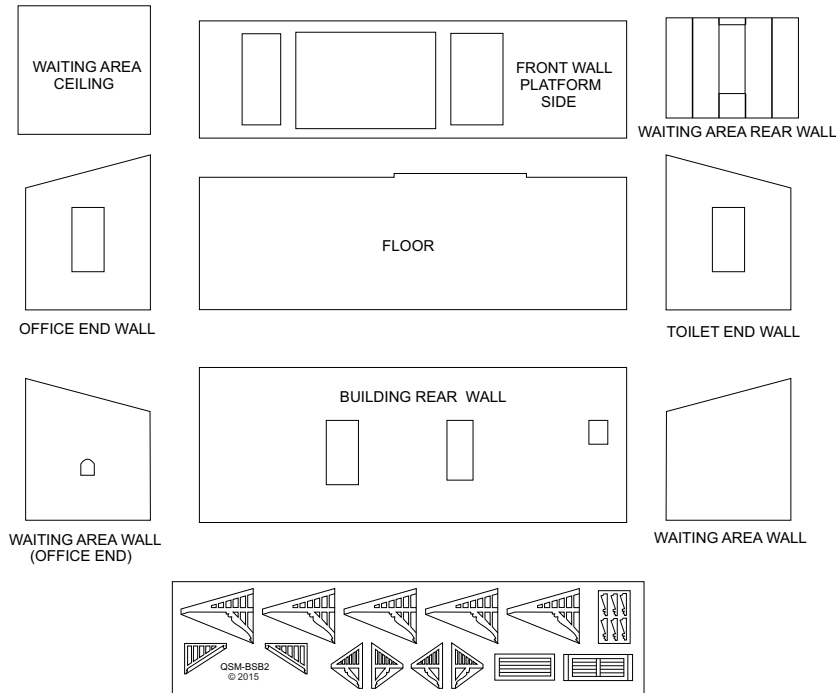 WAITING AREA
CEILING
FRONT WALL
PLATFORM
SIDE
WAITING AREA REAR WALL
OFFICE END WALL
FLOOR
TOILET END WALL
BUILDING REAR WALL
WAITING AREA WALL
(OFFICE END)
WAITING AREA WALL
QSM-BSB2
© 2015